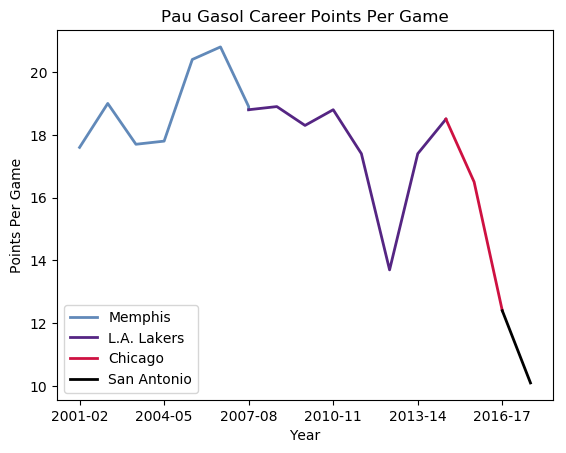 Pau Gasol Career Points Per Game
Points Per Game
20
18
16
14
12
10
Memphis
L.A. Lakers
Chicago
San Antonio
2001-02 2004-05 2007-08 2010-11 2013-14 2016-17
Year